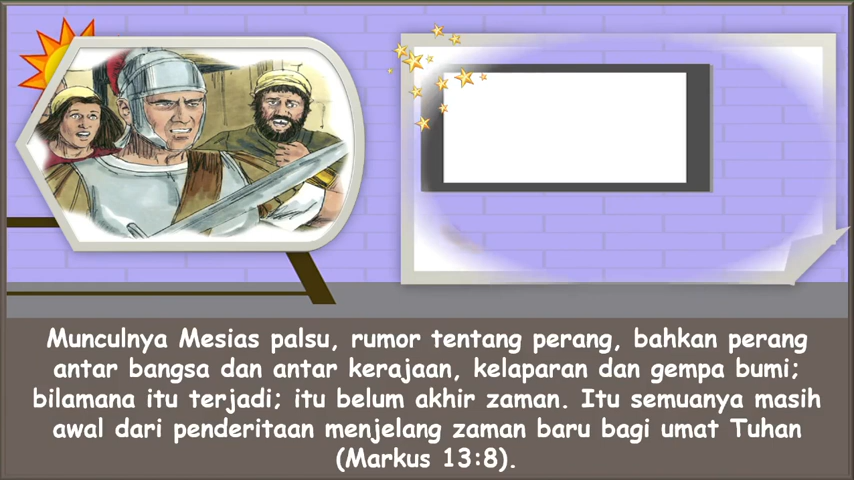 Munculnya Mesias palsu, rumor tentang perang, bahkan perang
antar bangsa dan antar kerajaan, kelaparan dan gempa bumi;
bilamana itu terjadi; itu belum akhir zaman. Itu semuanya masih
awal dari penderitaan menjelang zaman baru bagi umat Tuhan
(Markus 13:8).